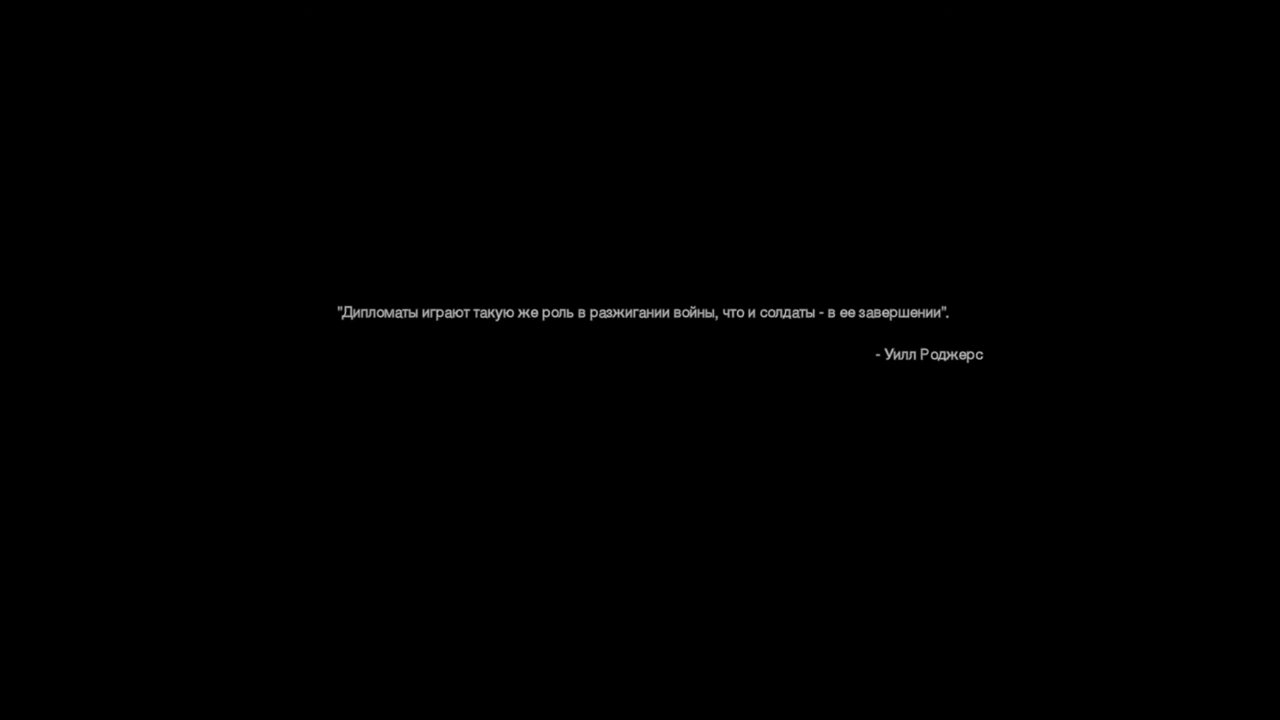 "Дипломаты играют такую же роль в разжигании войны, что и солдаты - в ее завершении".
- Уилл Роджерс